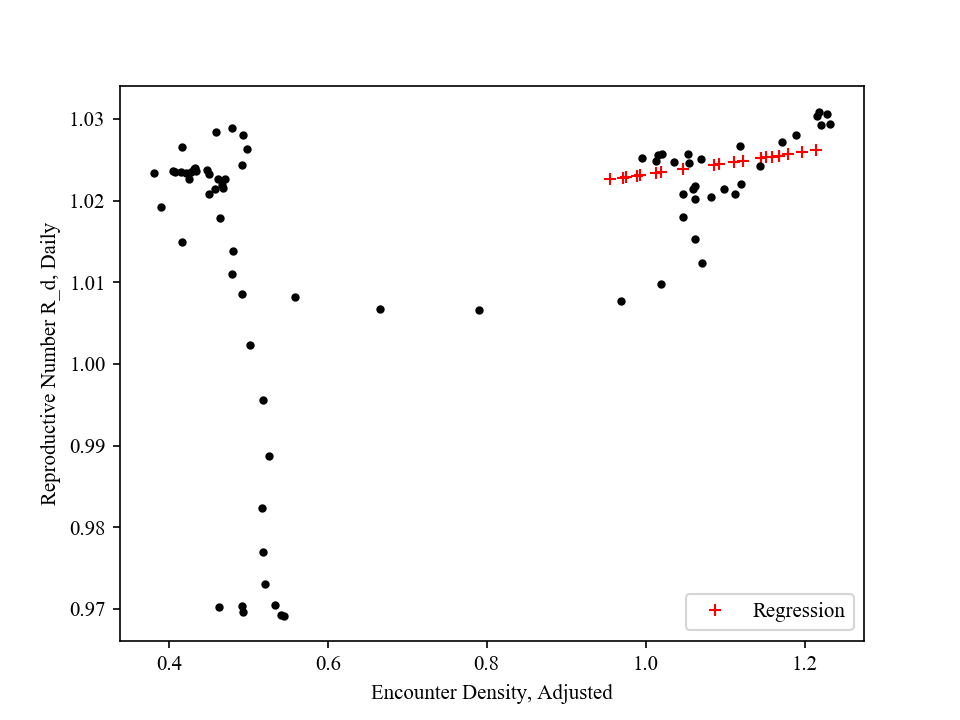 1.03
1.02
1.01
1.00
0.99
0.98
0.97
Reproductive Number R_d, Daily
Regression
0.4 0.6 0.8 1.0 1.2
Encounter Density, Adjusted